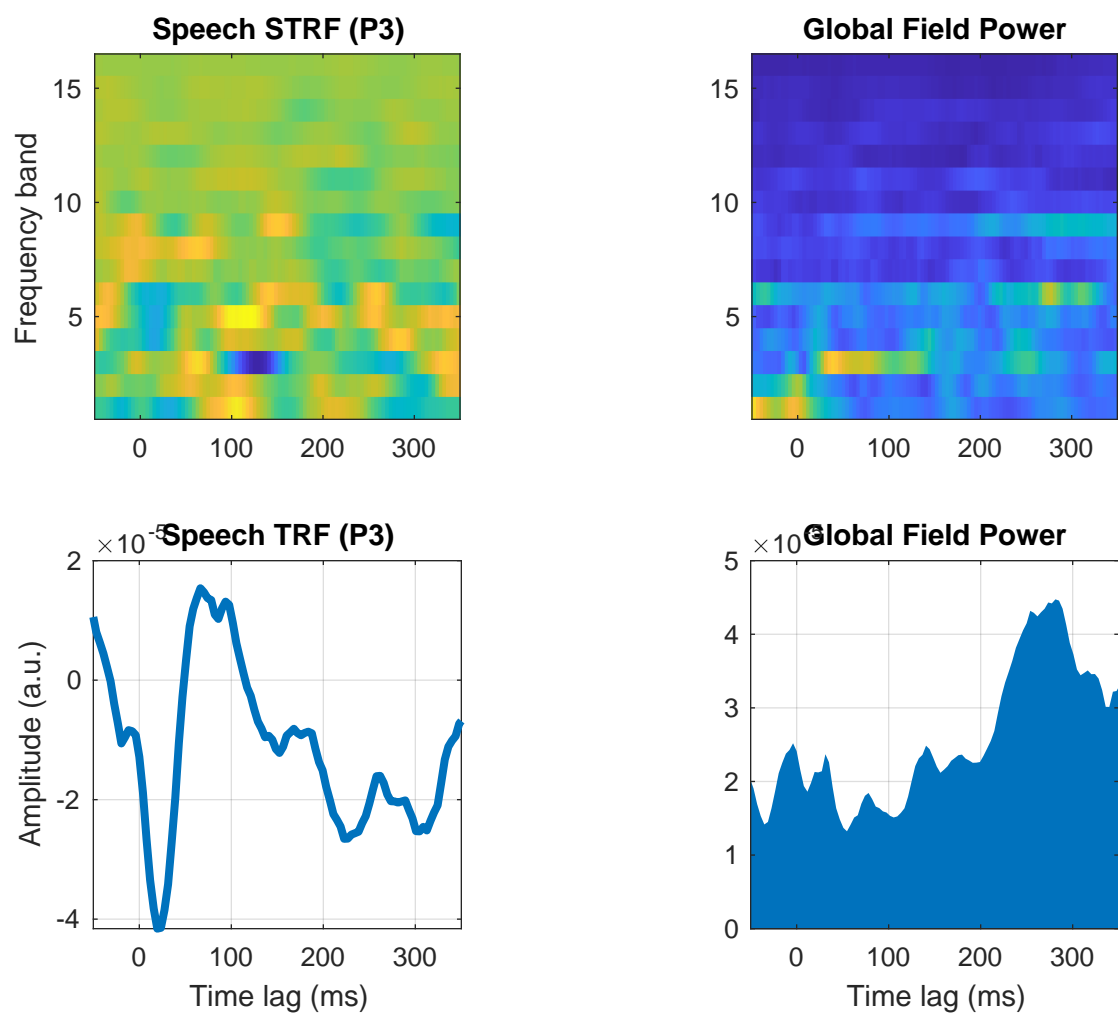 Speech STRF (P3)
Frequency band
15
10
5
0 100 200 300
Global Field Power
15
10
5
0 100 200 300
×10-5
Speech TRF (P3)
Amplitude (a.u.)
2
0
-2
-4
0 100 200 300
Time lag (ms)
×10-5
Global Field Power
5
4
3
2
1
0
0 100 200 300
Time lag (ms)